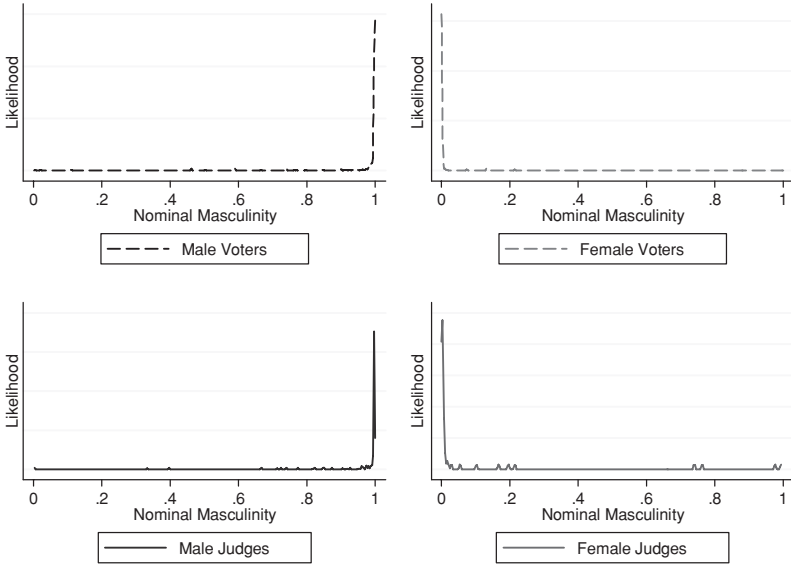 Likelihood
0 .2 .4 .6 .8 1
Nominal Masculinity
Male Voters
Likelihood
0 .2 .4 .6 .8 1
Nominal Masculinity
Female Voters
Likelihood
0 .2 .4 .6 .8 1
Nominal Masculinity
Male Judges
Likelihood
0 .2 .4 .6 .8 1
Nominal Masculinity
Female Judges